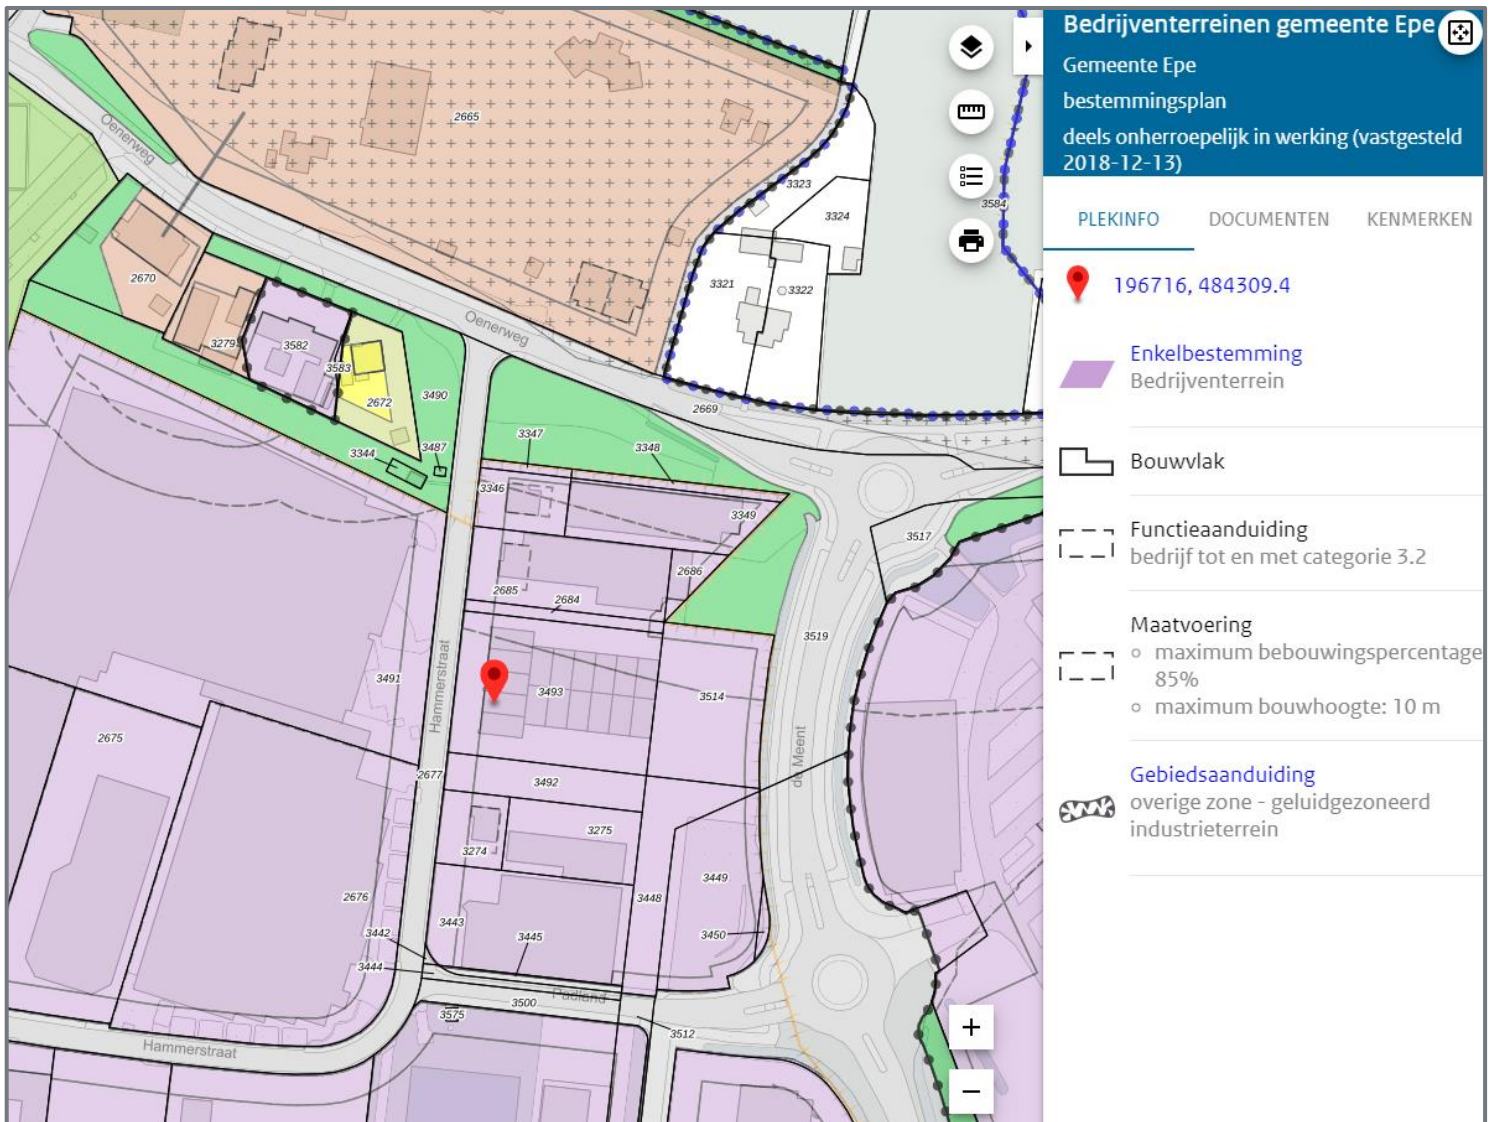 Bedrijventerreinen gemeente Epe
Gemeente Epe
bestemmingsplan
deels onherroepelijk in werking (vastgesteld
2018-12-13)
PLEKINFO DOCUMENTEN KENMERKEN
196716, 484309.4
Enkelbestemming
Bedrijventerrein
Bouwvlak
Functieaanduiding
bedrijf tot en met categorie 3.2
Maatvoering
maximum bebouwingspercentage
85%
maximum bouwhoogte: 10 m
Gebiedsaanduiding
overige zone - geluidgezoneerd
industrieterrein
Oenerweg
2665
3323
3324
3584
2670
3321
3322
Oenerweg
3279
3582
3583
2672
3490
2669
3347
3344
3487
3348
3346
3349
3517
2686
2685
2684
3519
Hammerstraat
3491
3493
3514
2675
de Meent
2677
3492
3275
3274
2676
3449
3448
3443
3442
3445
3450
3444
Padland
3500
3575
3512
Hammerstraat
+
−